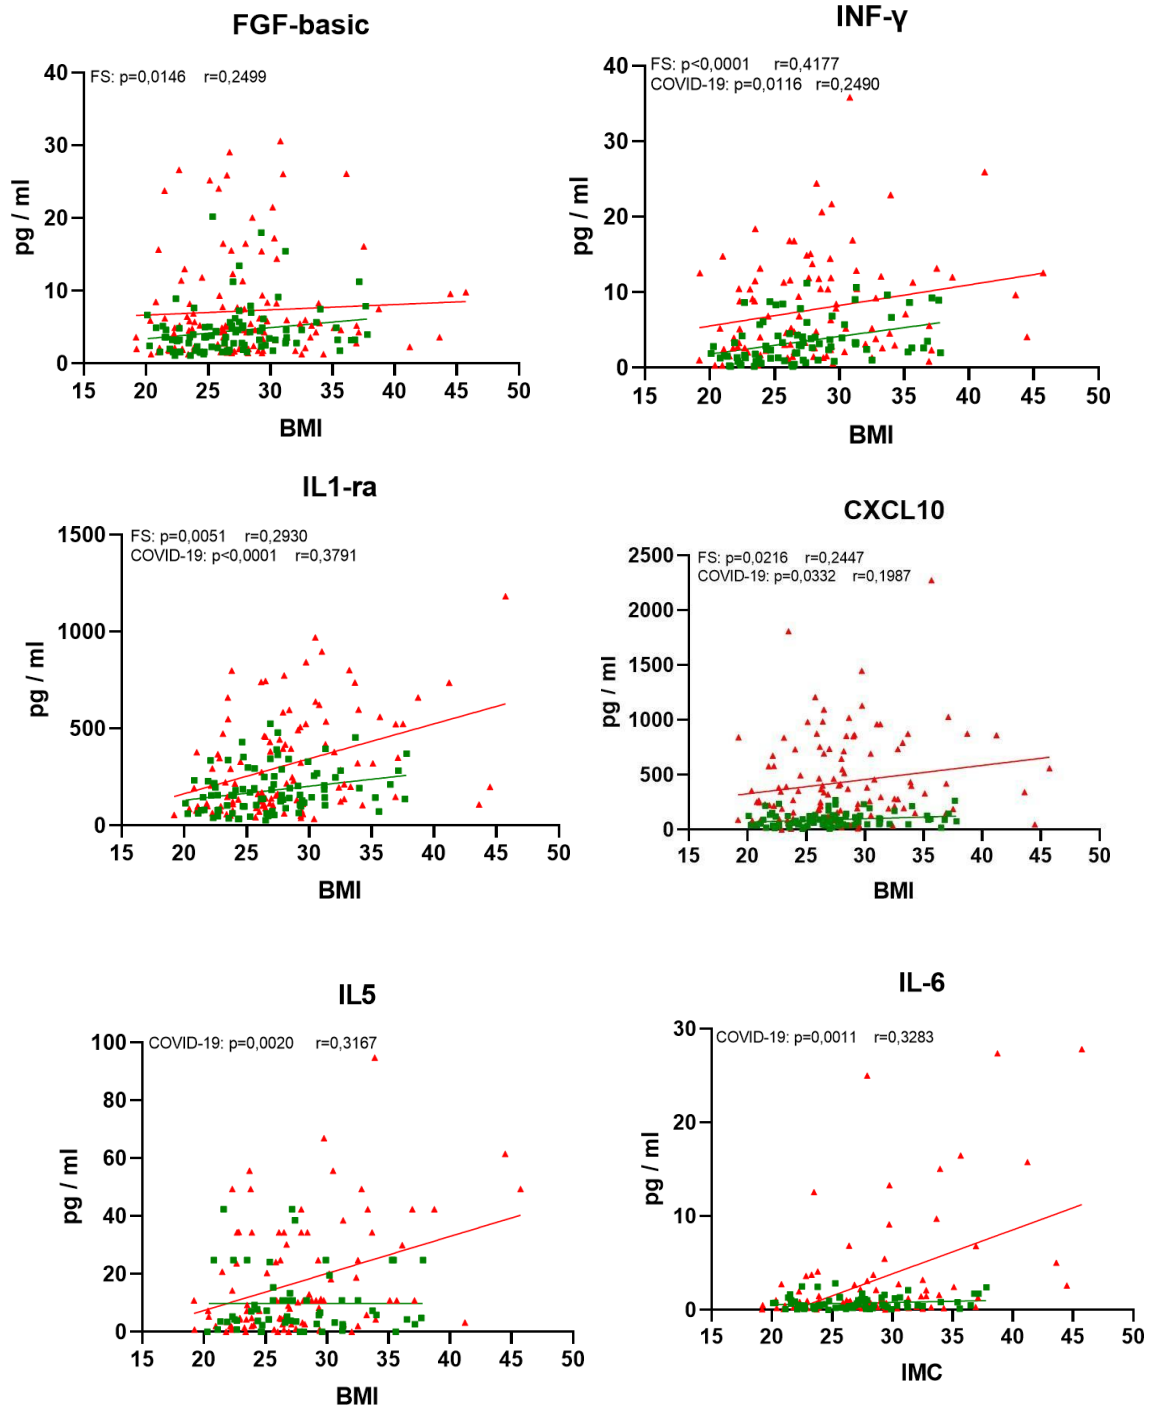 FGF-basic
FS: p=0,0146 r=0,2499
40
30
20
10
0
pg / ml
15 20 25 30 35 40 45 50
BMI
INF-γ
FS: p<0,0001 r=0,4177
COVID-19: p=0,0116 r=0,2490
40
30
20
10
0
pg / ml
15 20 25 30 35 40 45 50
BMI
IL1-ra
FS: p=0,0051 r=0,2930
COVID-19: p<0,0001 r=0,3791
1500
1000
500
0
pg / ml
15 20 25 30 35 40 45 50
BMI
CXCL10
FS: p=0,0216 r=0,2447
COVID-19: p=0,0332 r=0,1987
2500
2000
1500
1000
500
0
pg / ml
15 20 25 30 35 40 45 50
BMI
IL5
COVID-19: p=0,0020 r=0,3167
100
80
60
40
20
0
pg / ml
15 20 25 30 35 40 45 50
BMI
IL-6
COVID-19: p=0,0011 r=0,3283
30
20
10
0
pg / ml
15 20 25 30 35 40 45 50
IMC